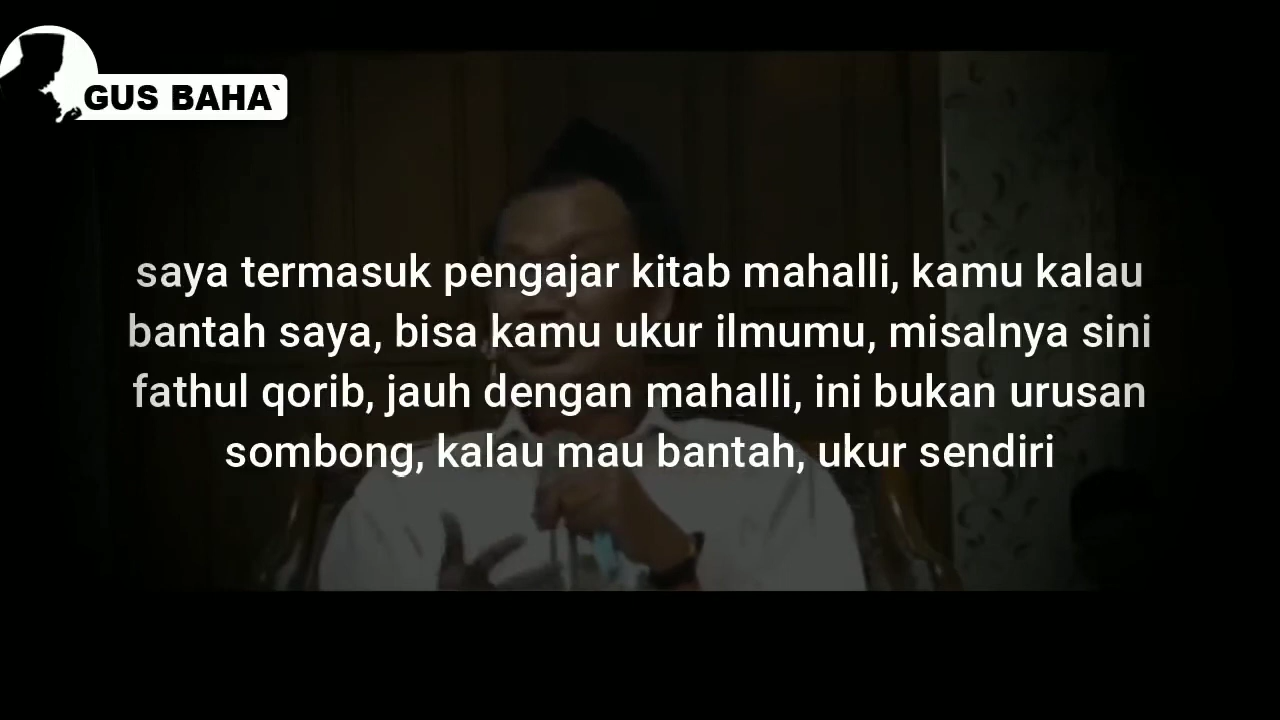 GUS BAHA`
saya termasuk pengajar kitab mahalli, kamu kalau
bantah saya, bisa kamu ukur ilmumu, misalnya sini
fathul qorib, jauh dengan mahalli, ini bukan urusan
sombong, kalau mau bantah, ukur sendiri